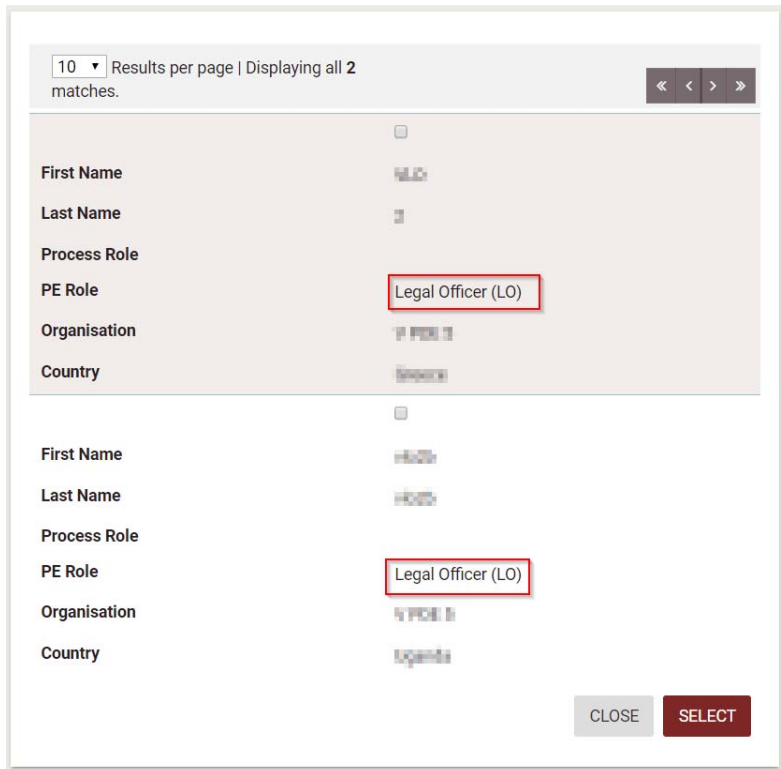 10 Results per page | Displaying all 2
matches.
« < > »
First Name
Last Name
Process Role
PE Role Legal Officer (LO)
Organisation
Country
First Name
Last Name
Process Role
PE Role Legal Officer (LO)
Organisation
Country
CLOSE SELECT